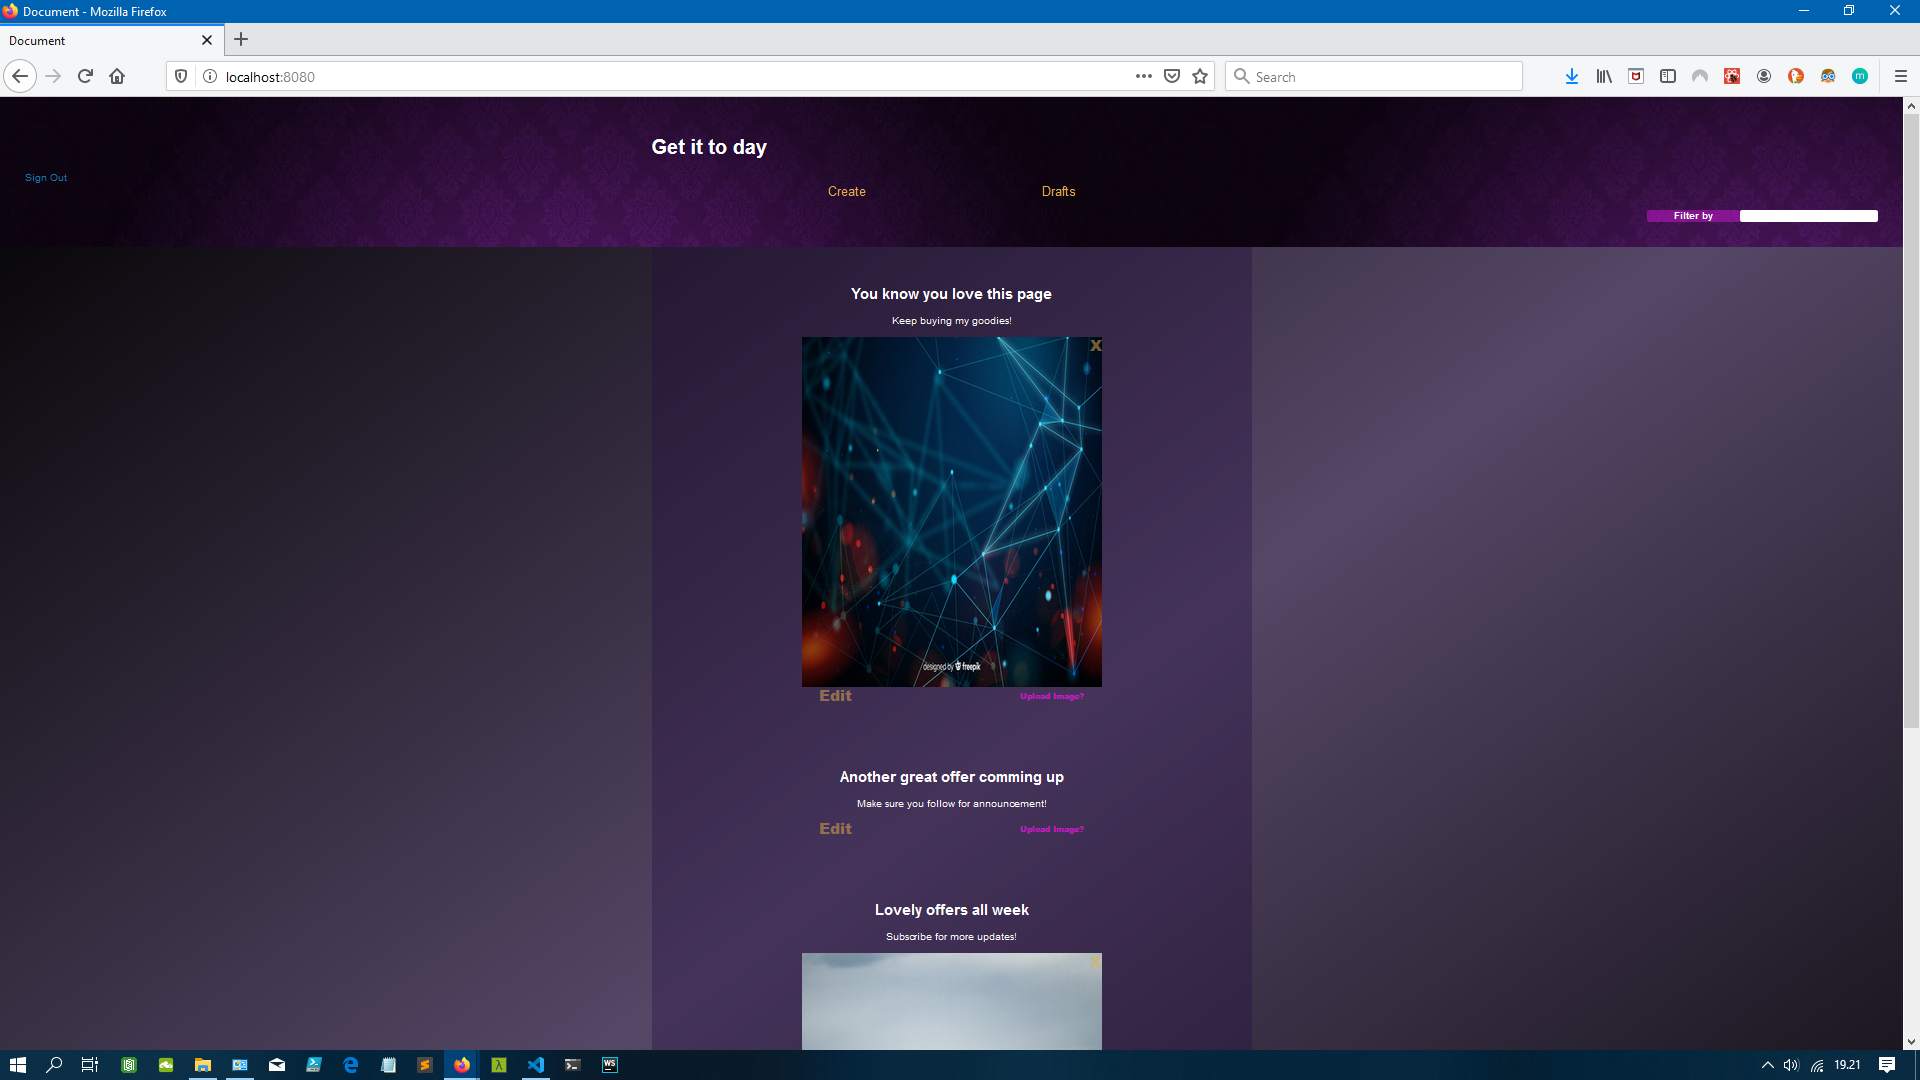 Document - Mozilla Firefox
Document
localhost:8080
Search
Get it to day
Sign Out
Create
Drafts
Filter by
You know you love this page
Keep buying my goodies!
X
designed by freepik
Edit
Upload Image?
Another great offer comming up
Make sure you follow for announcement!
Edit
Upload Image?
Lovely offers all week
Subscribe for more updates!
X
WS
19.21